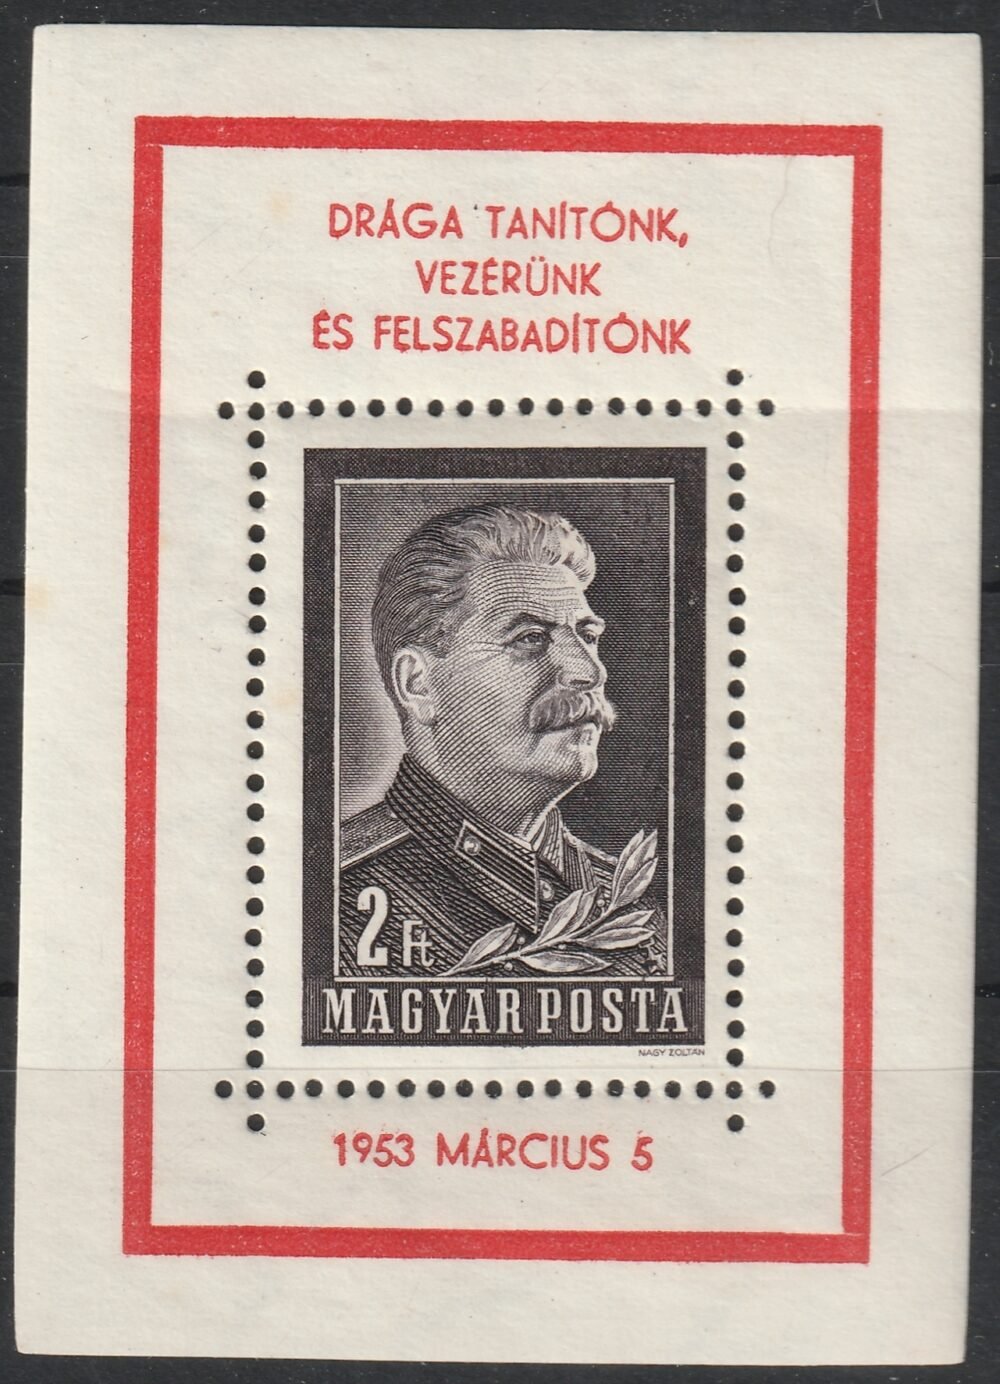 DRÁGA TANÍTÓNK,
VEZÉRÜNK
ÉS FELSZABADÍTÓNK
2 Ft
MAGYAR POSTA
NAGY ZOLTÁN
1953 MÁRCIUS 5